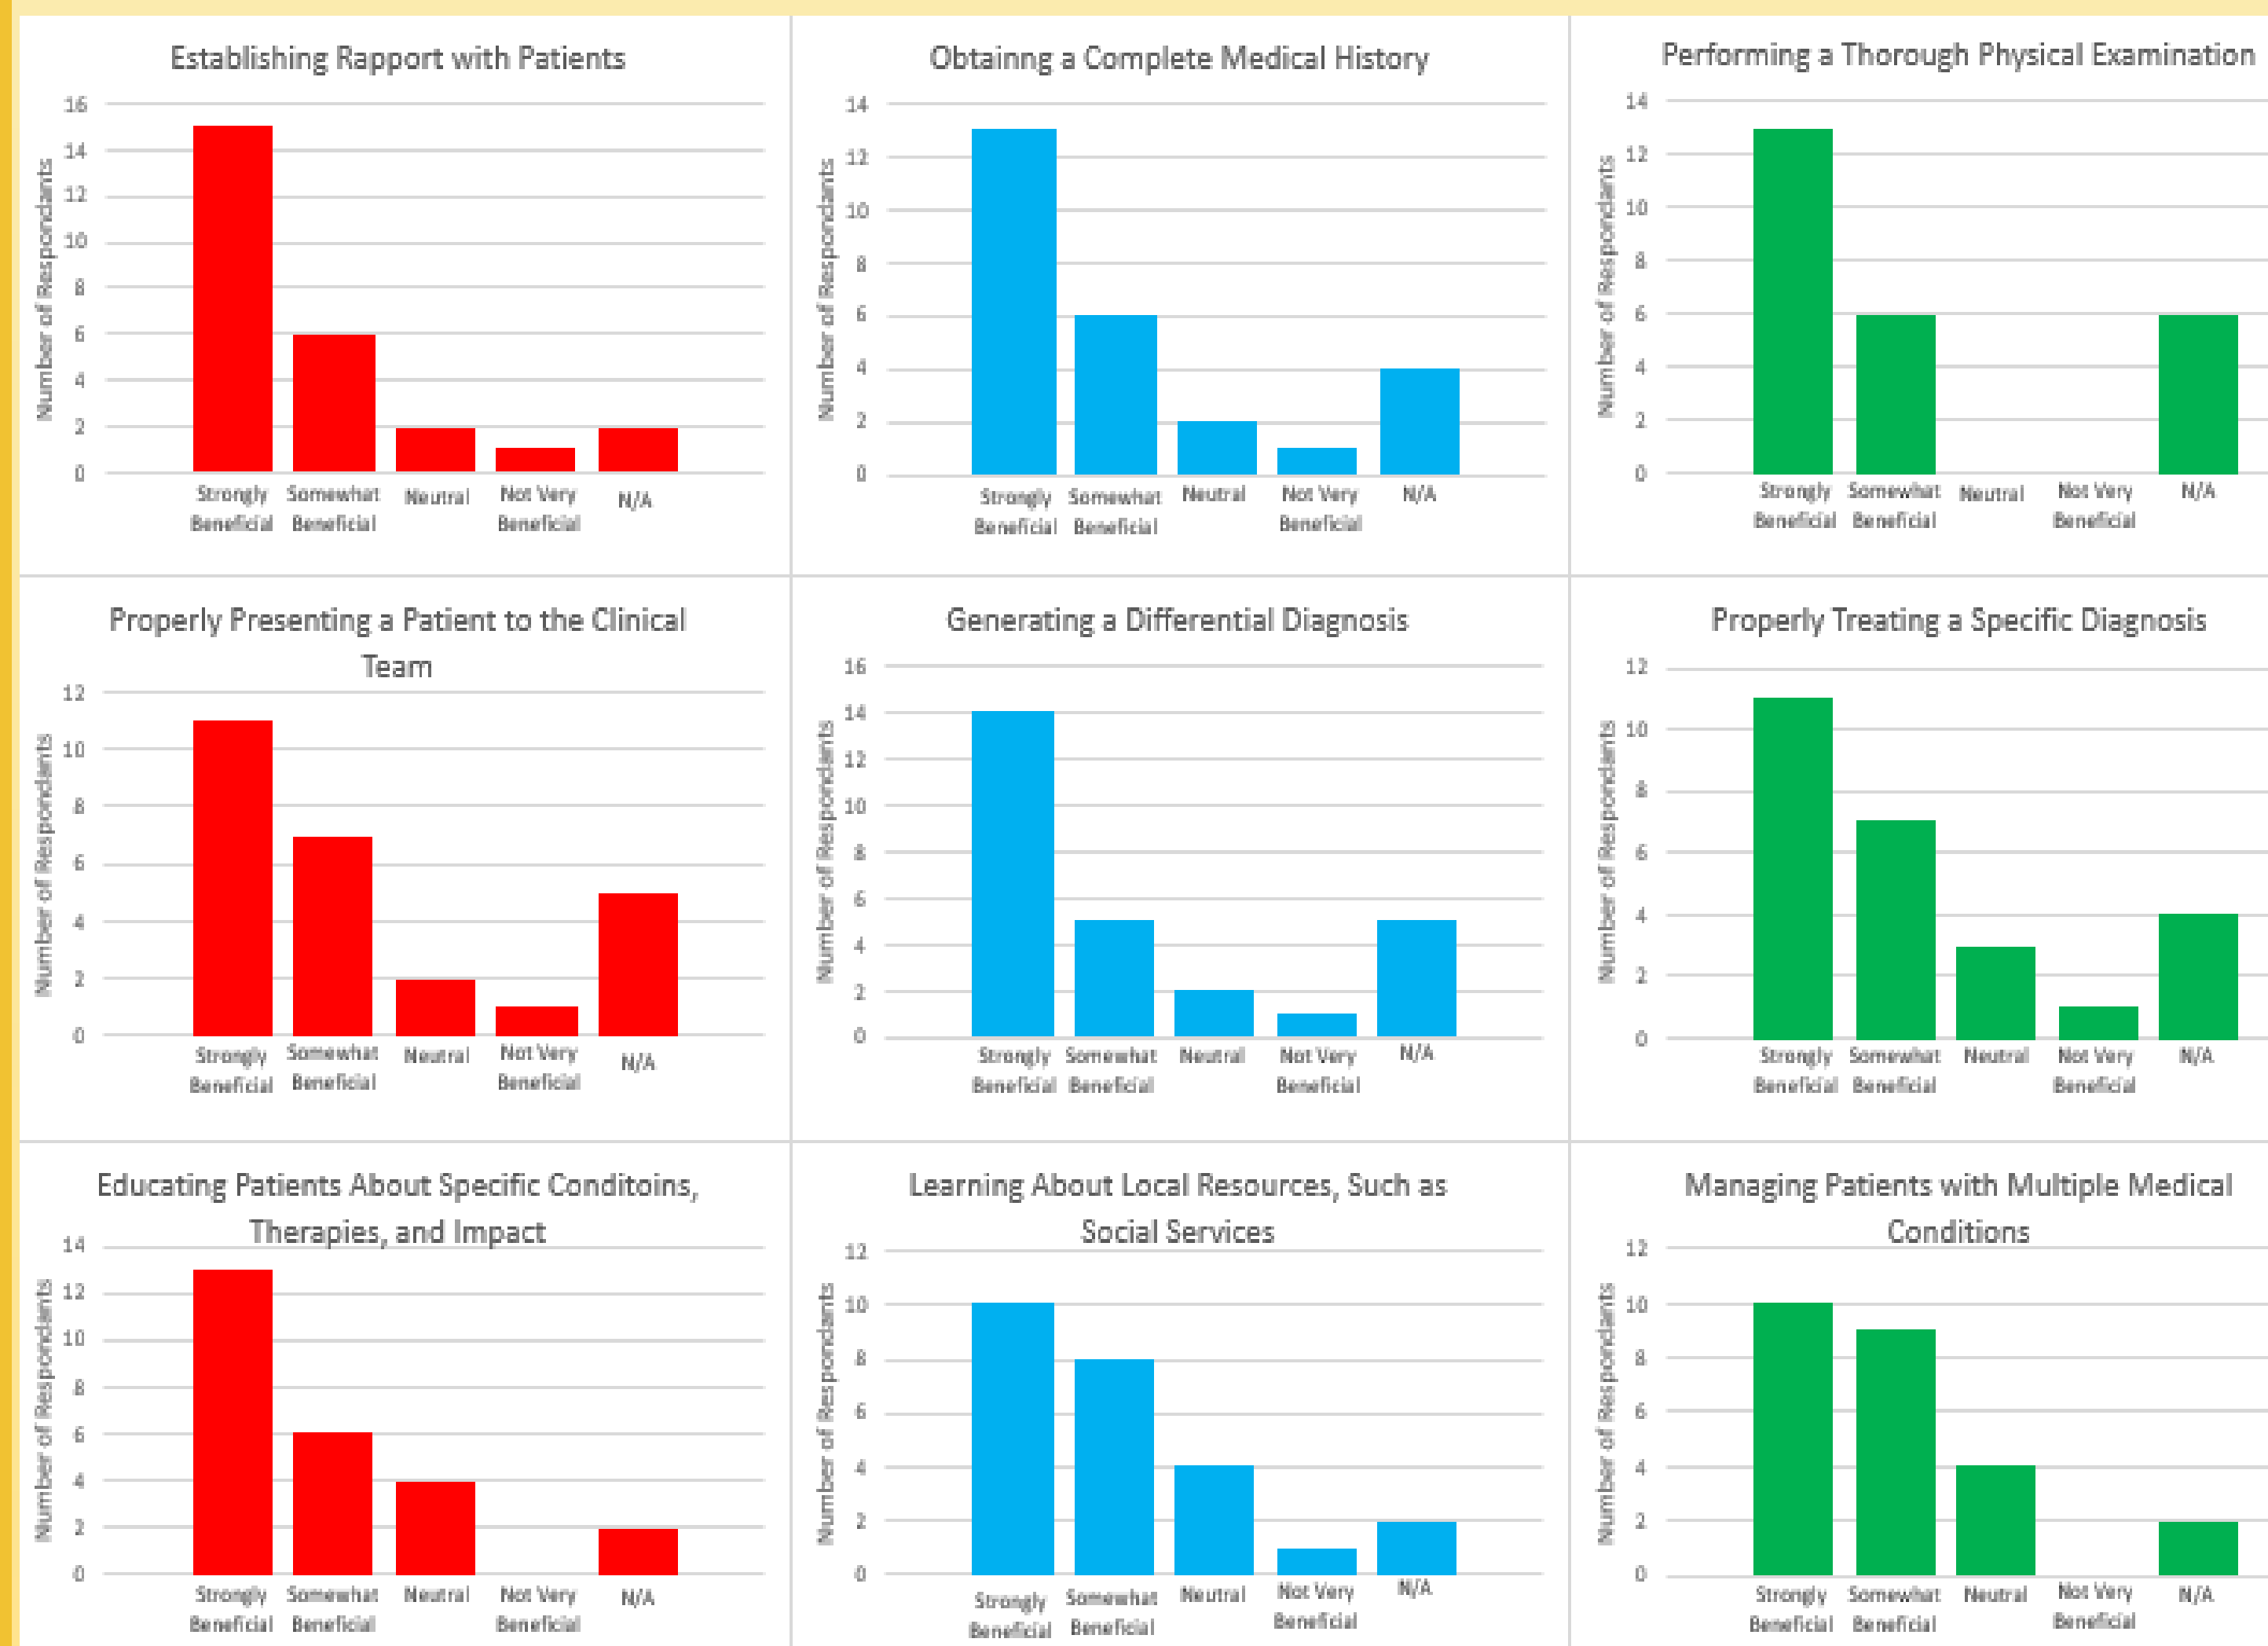 Establishing Rapport with Patients
16
14
12
10
8
6
4
2
0
Number of Respondants
Strongly Beneficial
Somewhat Beneficial
Neutral
Not Very Beneficial
N/A
Obtainng a Complete Medical History
14
12
10
8
6
4
2
0
Number of Respondants
Strongly Beneficial
Somewhat Beneficial
Neutral
Not Very Beneficial
N/A
Performing a Thorough Physical Examination
14
12
10
8
6
4
2
0
Number of Respondants
Strongly Beneficial
Somewhat Beneficial
Neutral
Not Very Beneficial
N/A
Properly Presenting a Patient to the Clinical
Team
12
10
8
6
4
2
0
Number of Respondants
Strongly Beneficial
Somewhat Beneficial
Neutral
Not Very Beneficial
N/A
Generating a Differential Diagnosis
16
14
12
10
8
6
4
2
0
Number of Respondants
Strongly Beneficial
Somewhat Beneficial
Neutral
Not Very Beneficial
N/A
Properly Treating a Specific Diagnosis
12
10
8
6
4
2
0
Number of Respondants
Strongly Beneficial
Somewhat Beneficial
Neutral
Not Very Beneficial
N/A
Educating Patients About Specific Conditoins,
Therapies, and Impact
14
12
10
8
6
4
2
0
Number of Respondants
Strongly Beneficial
Somewhat Beneficial
Neutral
Not Very Beneficial
N/A
Learning About Local Resources, Such as
Social Services
12
10
8
6
4
2
0
Number of Respondants
Strongly Beneficial
Somewhat Beneficial
Neutral
Not Very Beneficial
N/A
Managing Patients with Multiple Medical
Conditions
12
10
8
6
4
2
0
Number of Respondants
Strongly Beneficial
Somewhat Beneficial
Neutral
Not Very Beneficial
N/A